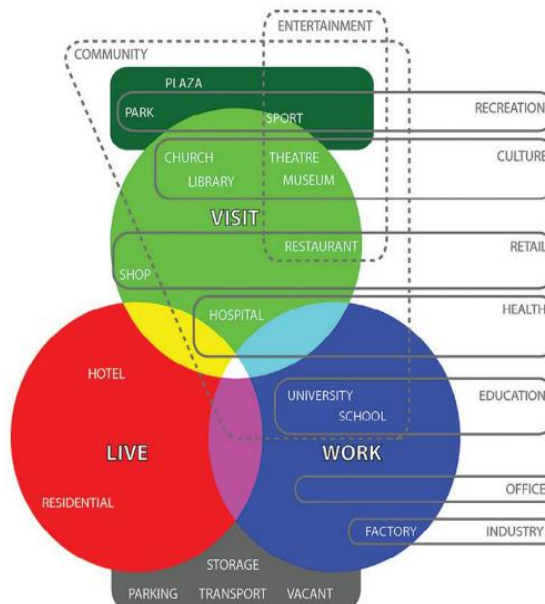 ENTERTAINMENT
COMMUNITY
PLAZA
PARK
SPORT
RECREATION
CHURCH
THEATRE
CULTURE
LIBRARY
MUSEUM
VISIT
RESTAURANT
RETAIL
SHOP
HOSPITAL
HEALTH
HOTEL
UNIVERSITY
EDUCATION
SCHOOL
LIVE
WORK
OFFICE
RESIDENTIAL
FACTORY
INDUSTRY
STORAGE
PARKING
TRANSPORT
VACANT